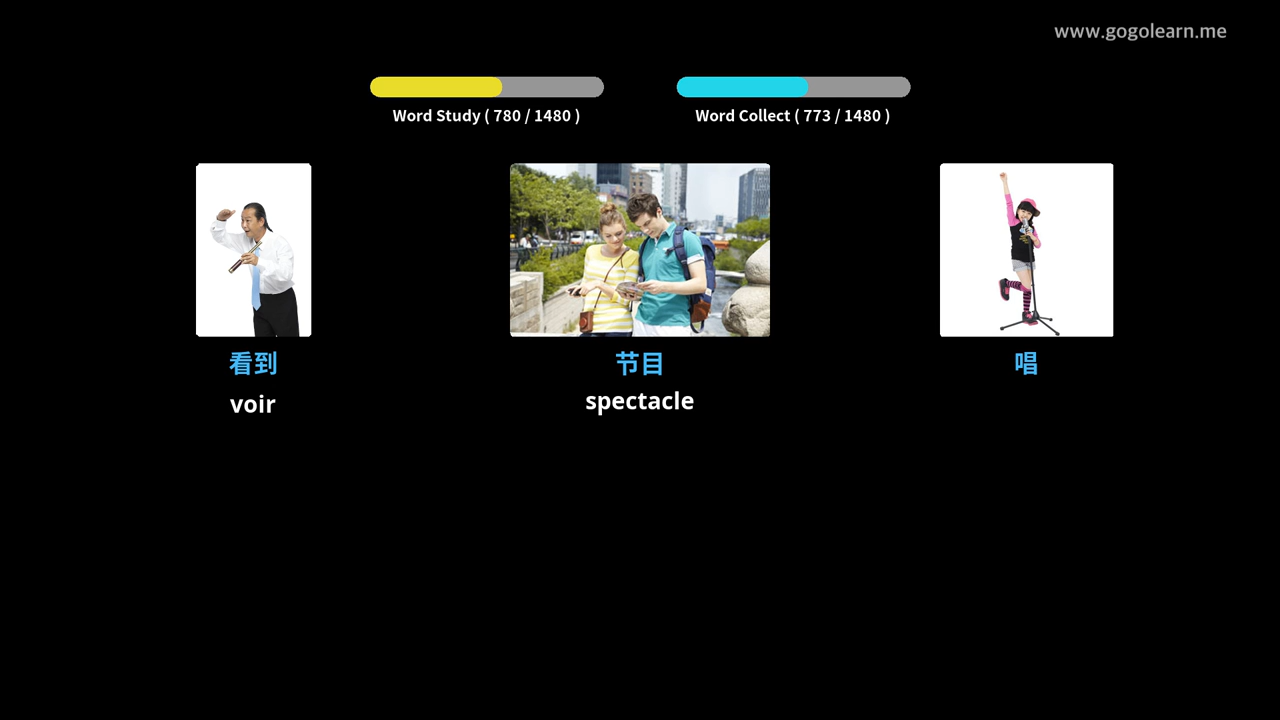 www.gogolearn.me
Word Study ( 780 / 1480 )
Word Collect ( 773 / 1480 )
看到
节目
唱
voir
spectacle